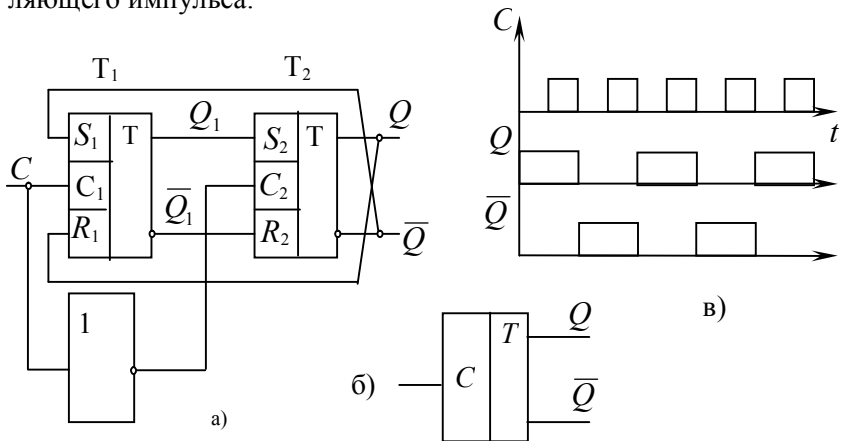 ляющего импульса.
T₁ T₂
S₁ T Q₁ S₂ T Q
C C₁ C₂
R₁ Q̅₁ R₂ Q̅
1
а)
б) C T Q
Q̅
C
t
Q
Q̅
в)